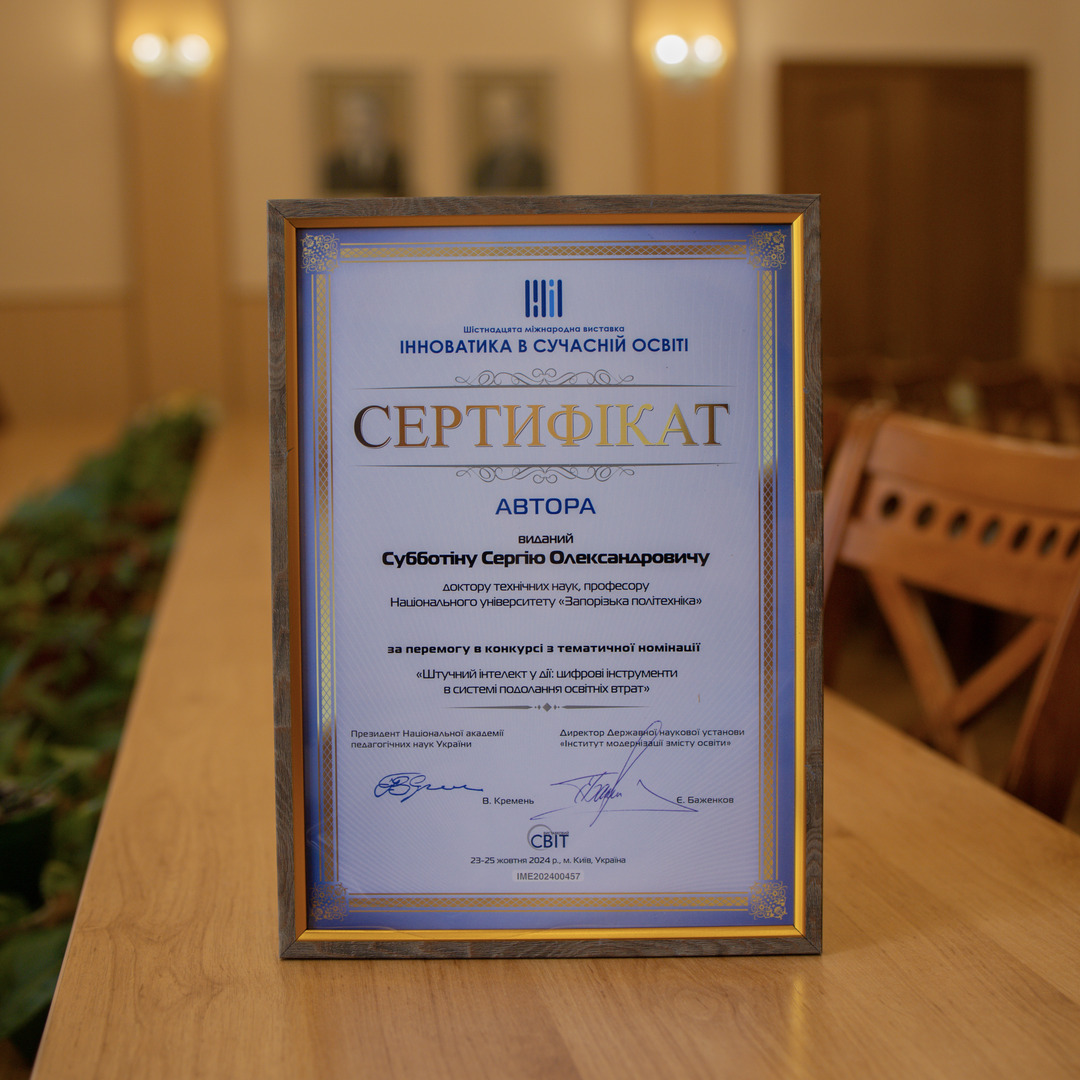 Шістнадцята міжнародна виставка
ІННОВАТИКА В СУЧАСНІЙ ОСВІТІ
СЕРТИФІКАТ
АВТОРА
виданий
Субботіну Сергію Олександровичу
доктору технічних наук, професору
Національного університету «Запорізька політехніка»
за перемогу в конкурсі з тематичної номінації
«Штучний інтелект у дії: цифрові інструменти
в системі подолання освітніх втрат»
Президент Національної академії
педагогічних наук України
В. Кремень
Директор Державної наукової установи
«Інститут модернізації змісту освіти»
Є. Баженков
СВІТ
23-25 жовтня 2024 р., м. Київ, Україна
IME202400457